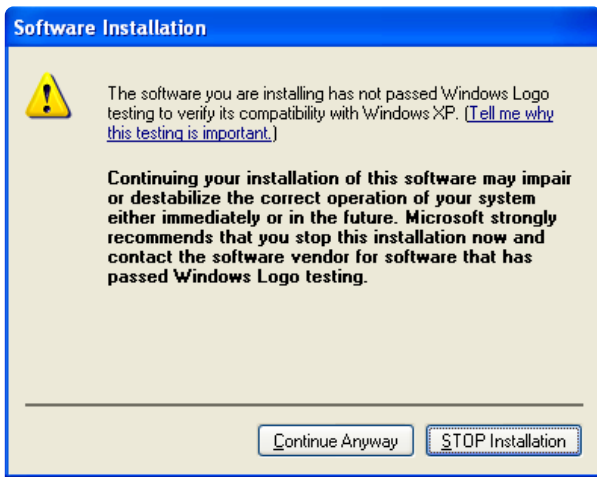 Software Installation
The software you are installing has not passed Windows Logo
testing to verify its compatibility with Windows XP. (Tell me why
this testing is important.)
Continuing your installation of this software may impair
or destabilize the correct operation of your system
either immediately or in the future. Microsoft strongly
recommends that you stop this installation now and
contact the software vendor for software that has
passed Windows Logo testing.
Continue Anyway
STOP Installation